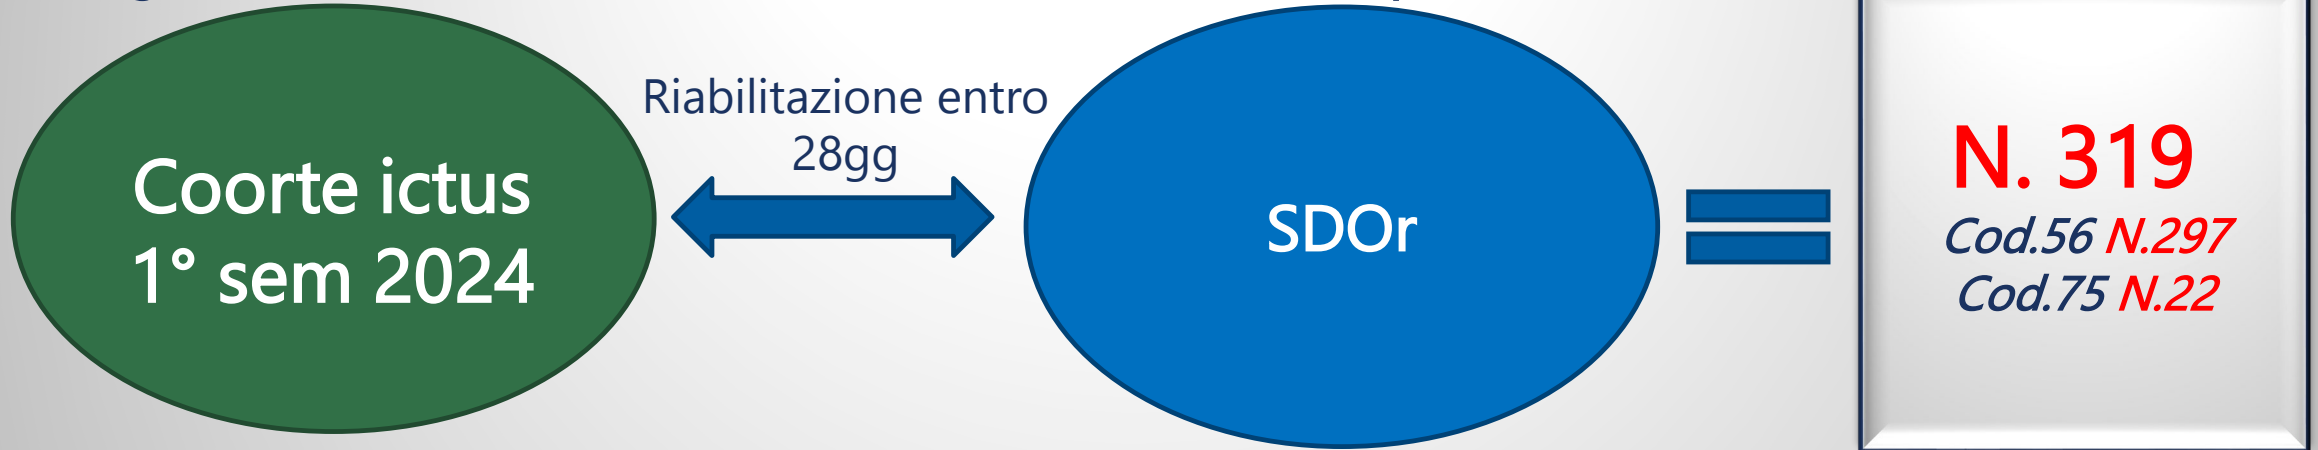 Coorte ictus
1° sem 2024
Riabilitazione entro
28gg
SDOr
N. 319
Cod.56 N.297
Cod.75 N.22